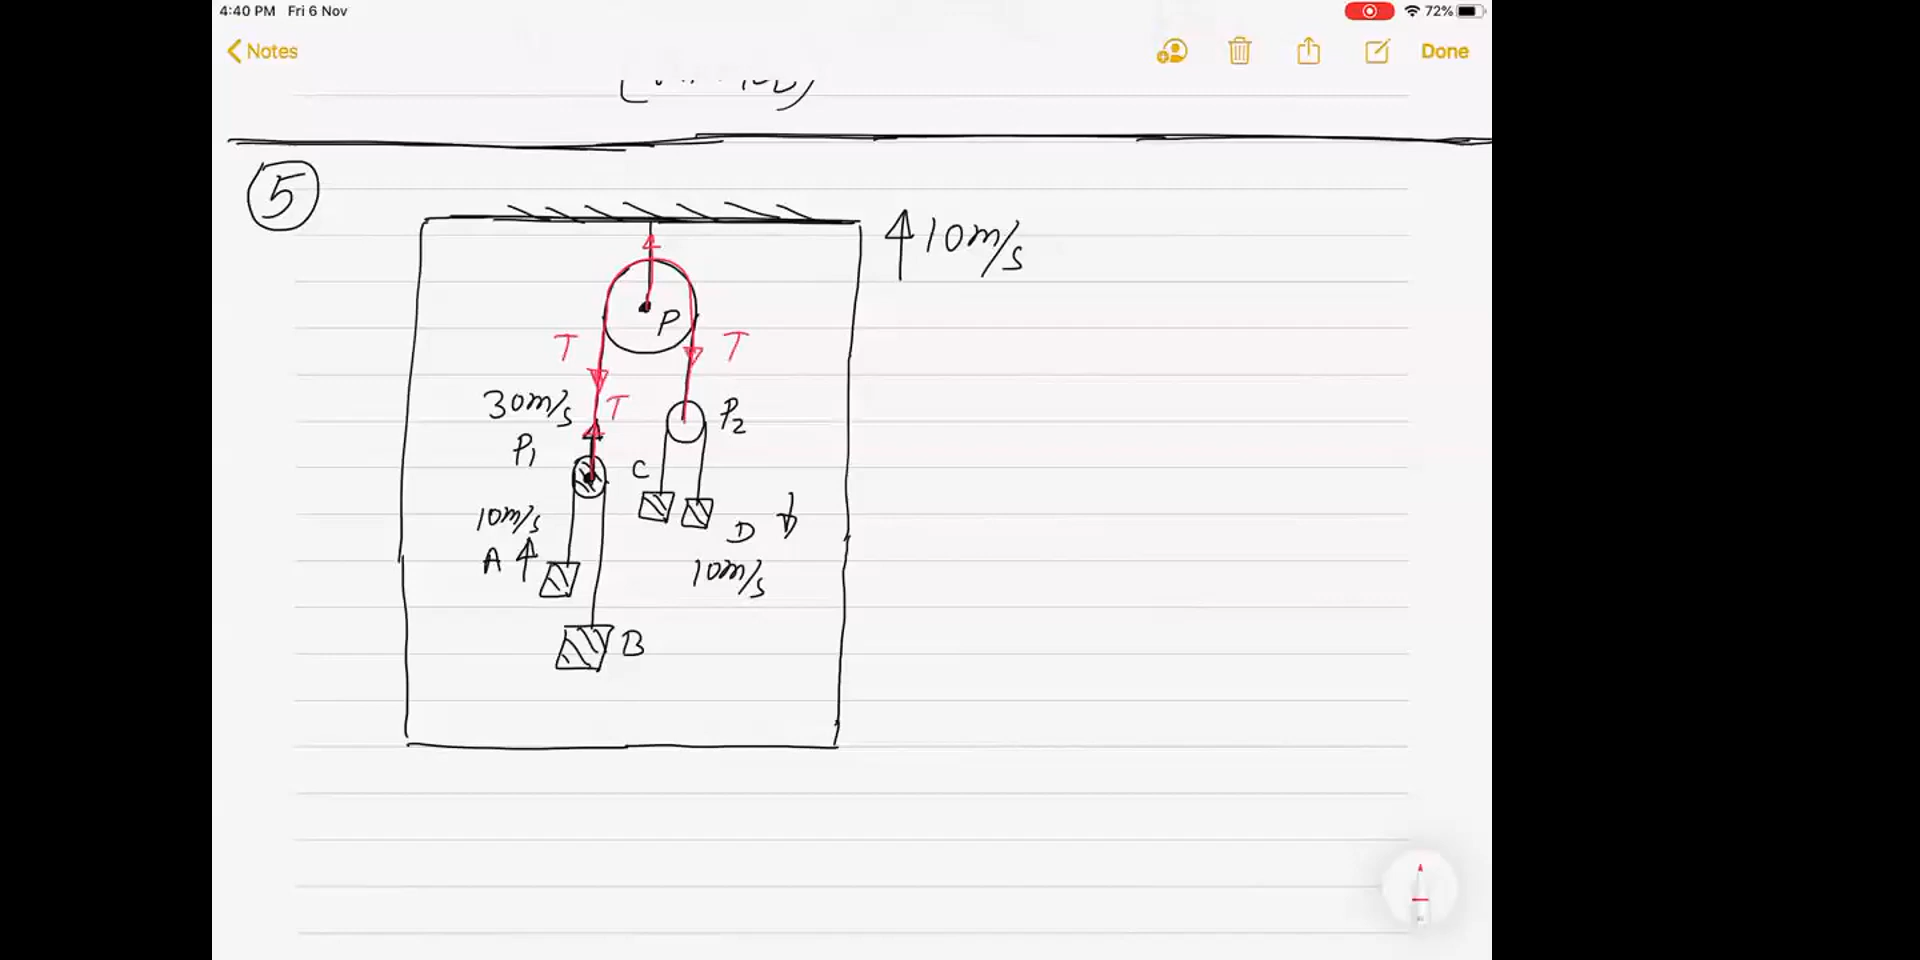 4:40 PM Fri 6 Nov
72%
Notes
Done
5
10m/s
P
T
T
30m/s
T
P1
P2
C
10m/s
A
D
10m/s
B